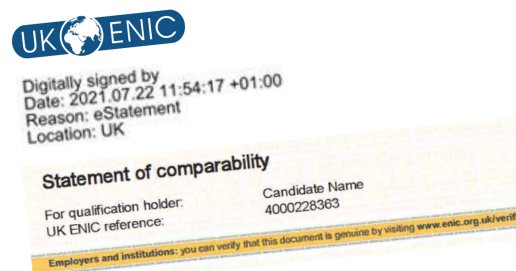 UK ENIC
Digitally signed by
Date: 2021.07.22 11:54:17 +01:00
Reason: eStatement
Location: UK
Statement of comparability
For qualification holder: Candidate Name
UK ENIC reference: 4000228363
Employers and institutions: you can verify that this document is genuine by visiting www.enic.org.uk/verif